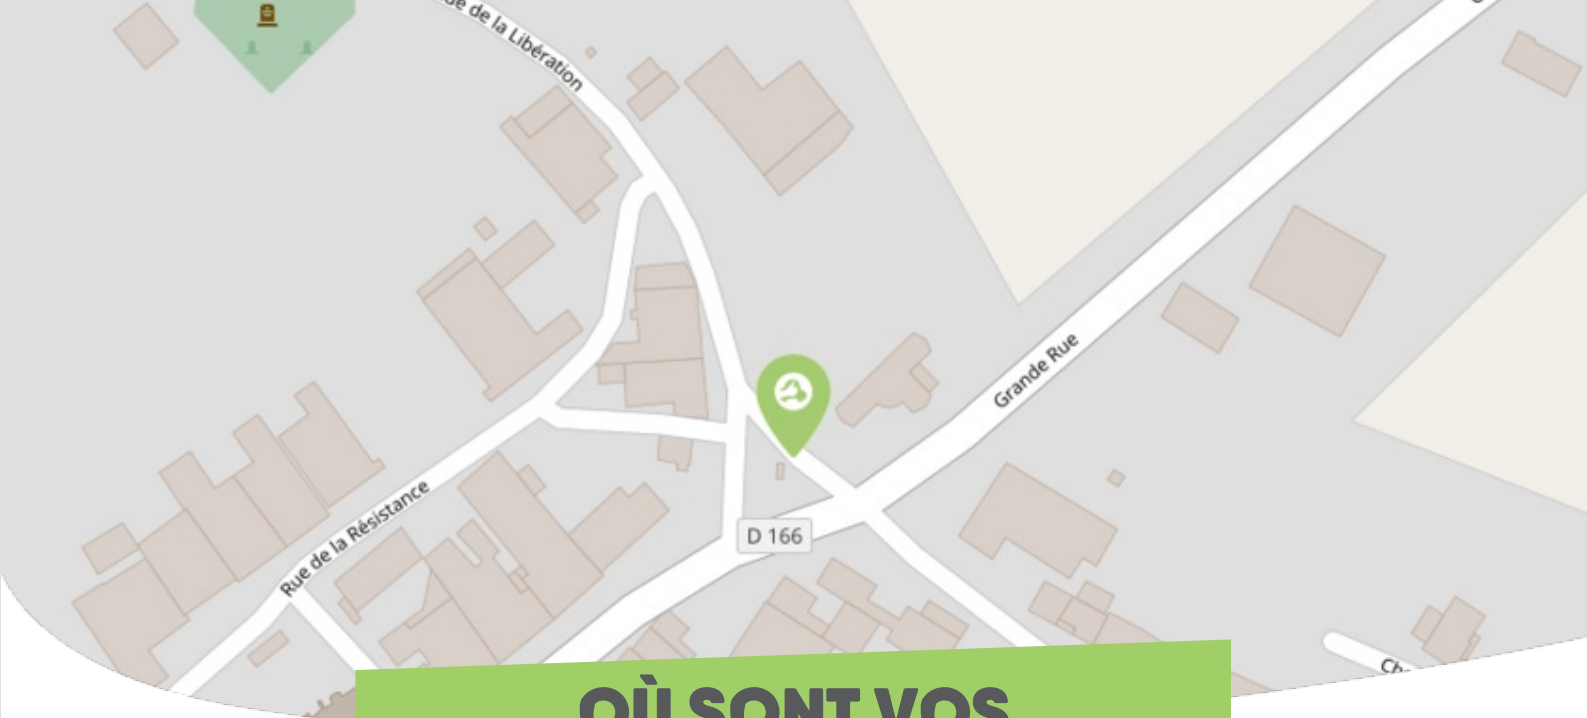 de la Libération
Grande Rue
D 166
Rue de la Résistance
OÙ SONT VOS